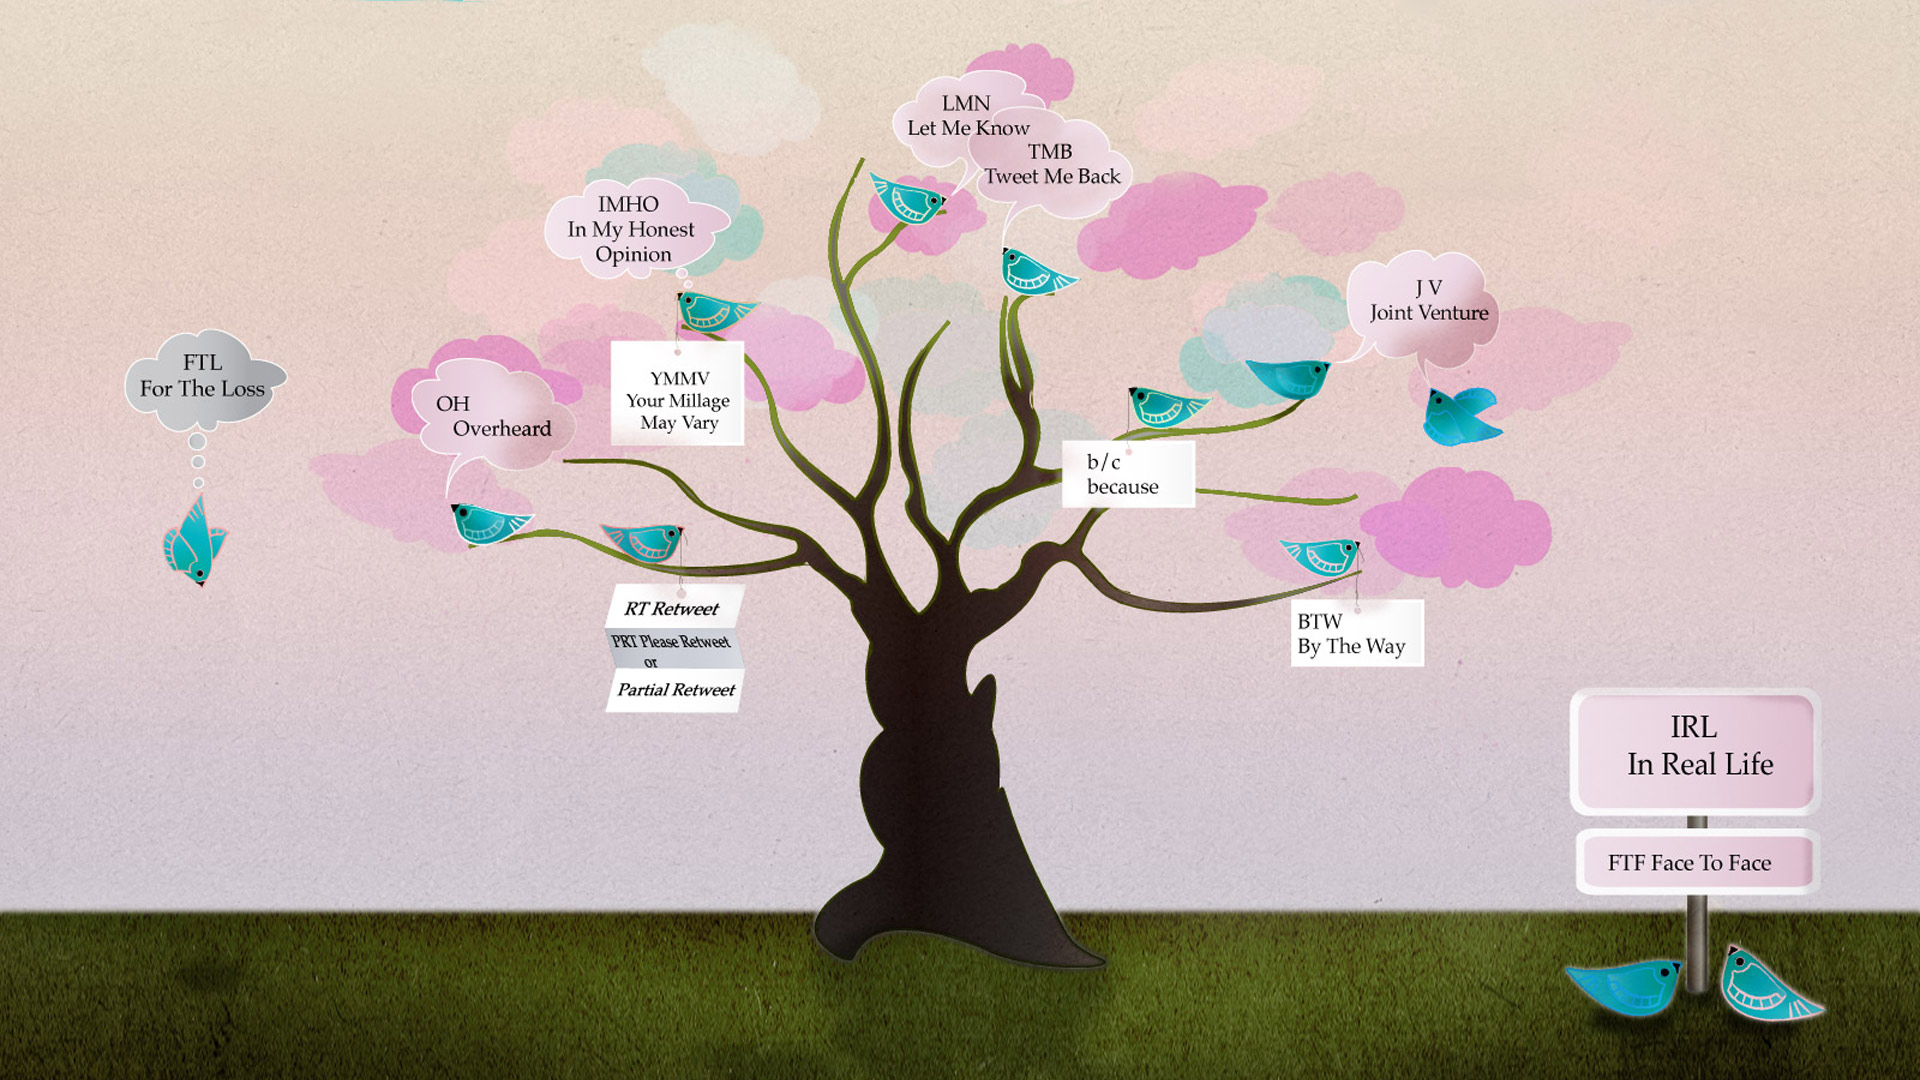 LMN
Let Me Know
TMB
Tweet Me Back
IMHO
In My Honest
Opinion
J V
Joint Venture
FTL
For The Loss
OH
Overheard
YMMV
Your Millage
May Vary
b/c
because
RT Retweet
PRT Please Retweet
or
Partial Retweet
BTW
By The Way
IRL
In Real Life
FTF Face To Face